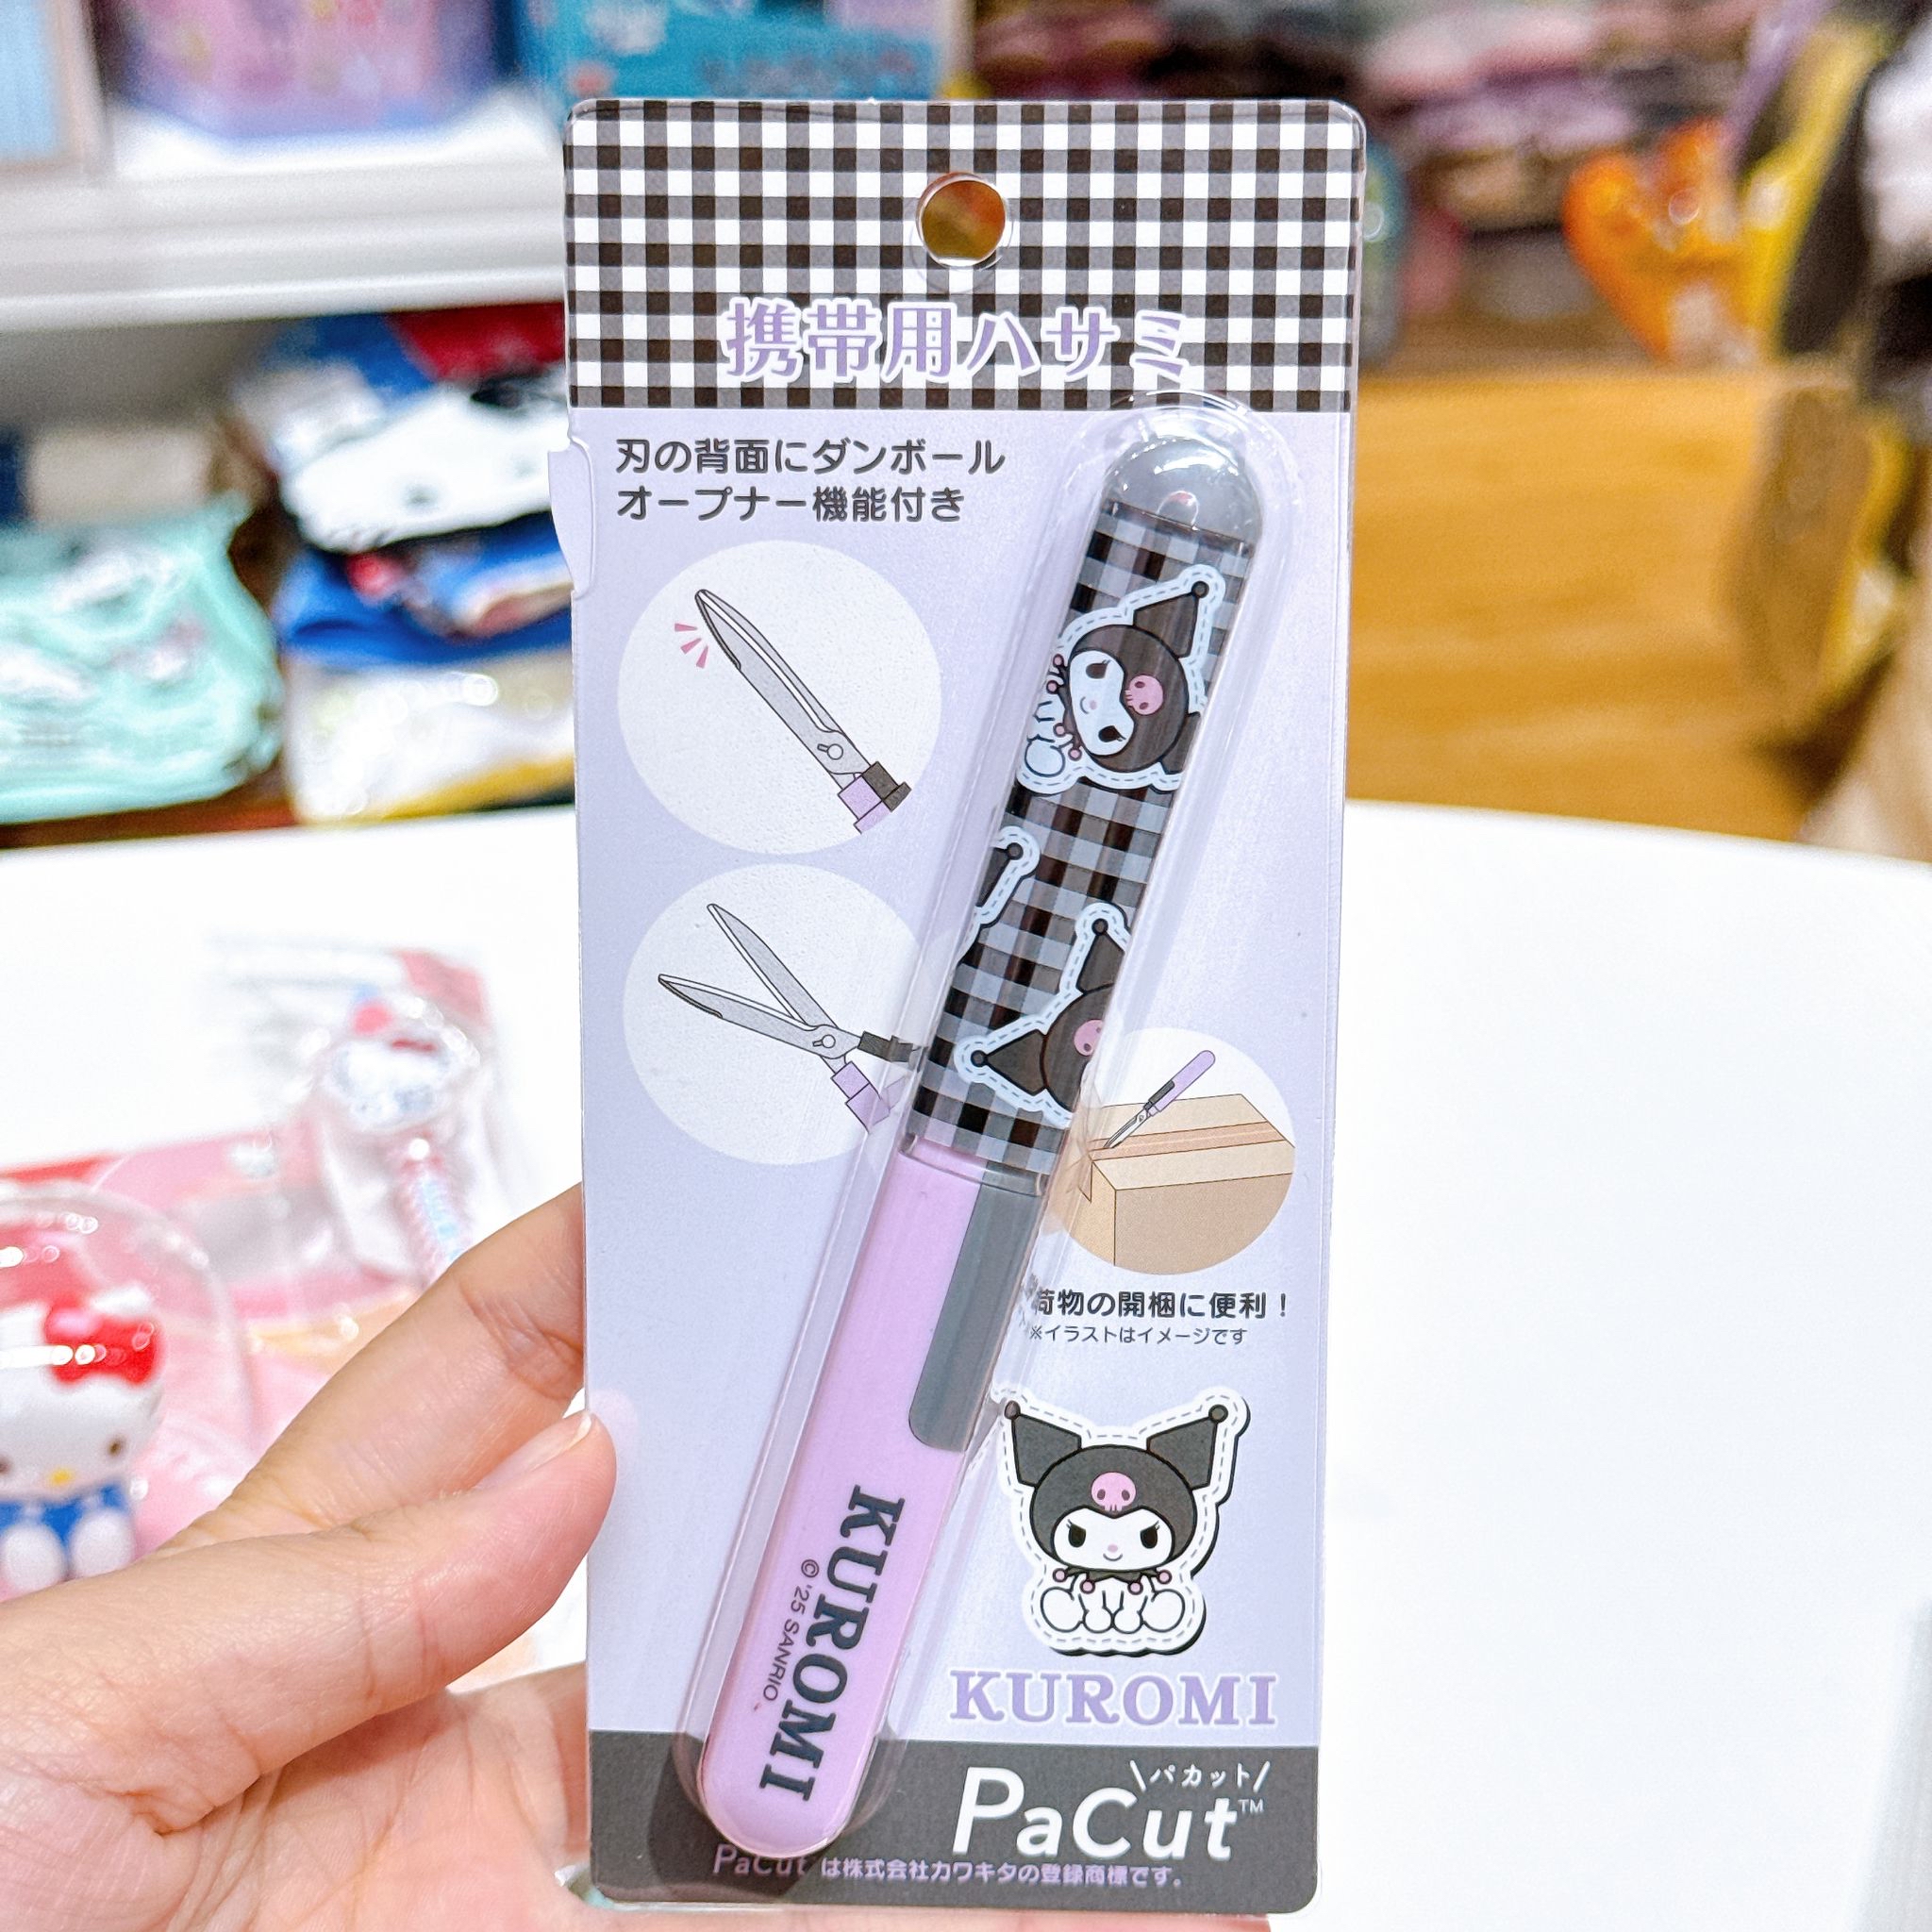 携帯用ハサミ
刃の背面にダンボール
オープナー機能付き
荷物の開梱に便利！
※イラストはイメージです
KUROMI
© '25 SANRIO
KUROMI
\パカット/
PaCut™
PaCut は株式会社カワキタの登録商標です。